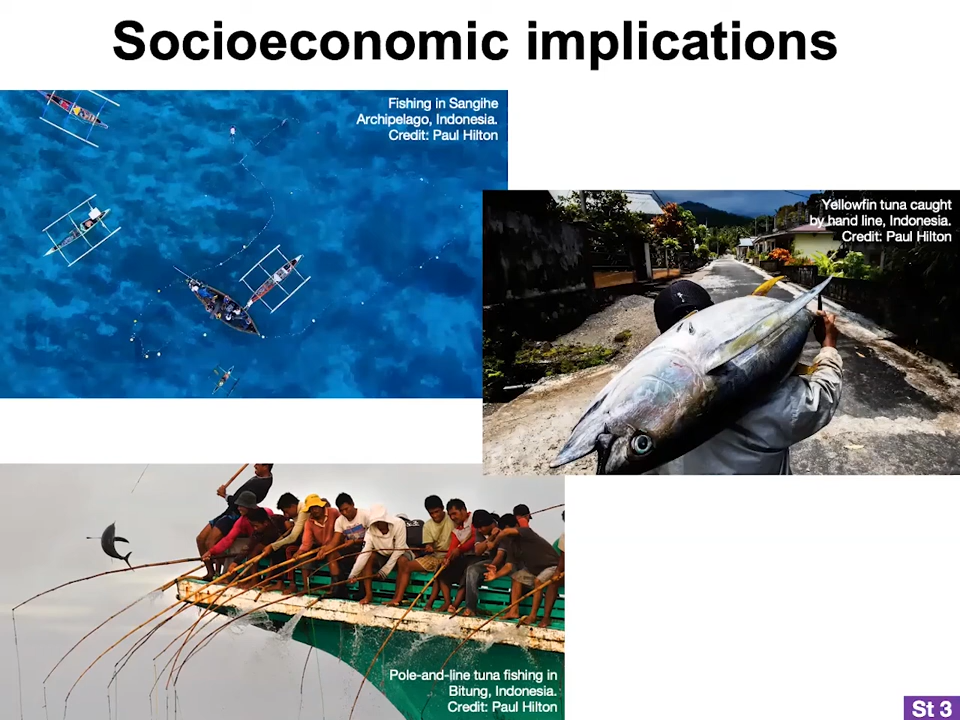 Socioeconomic implications
Fishing in Sangihe
Archipelago, Indonesia.
Credit: Paul Hilton
Yellowfin tuna caught
by hand line, Indonesia.
Credit: Paul Hilton
Pole-and-line tuna fishing in
Bitung, Indonesia.
Credit: Paul Hilton
St 3